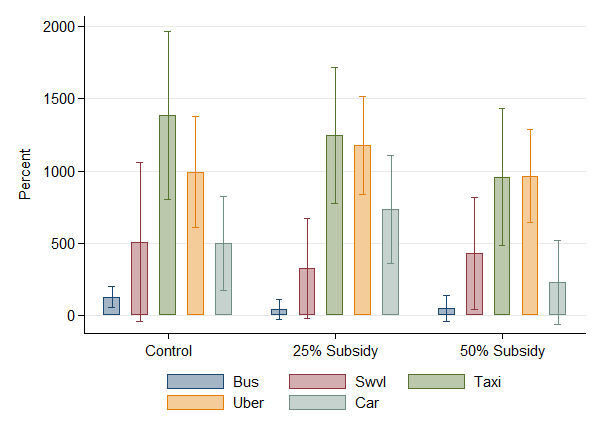 2000
1500
1000
500
0
Percent
Control 25% Subsidy 50% Subsidy
Bus Swvl Taxi
Uber Car